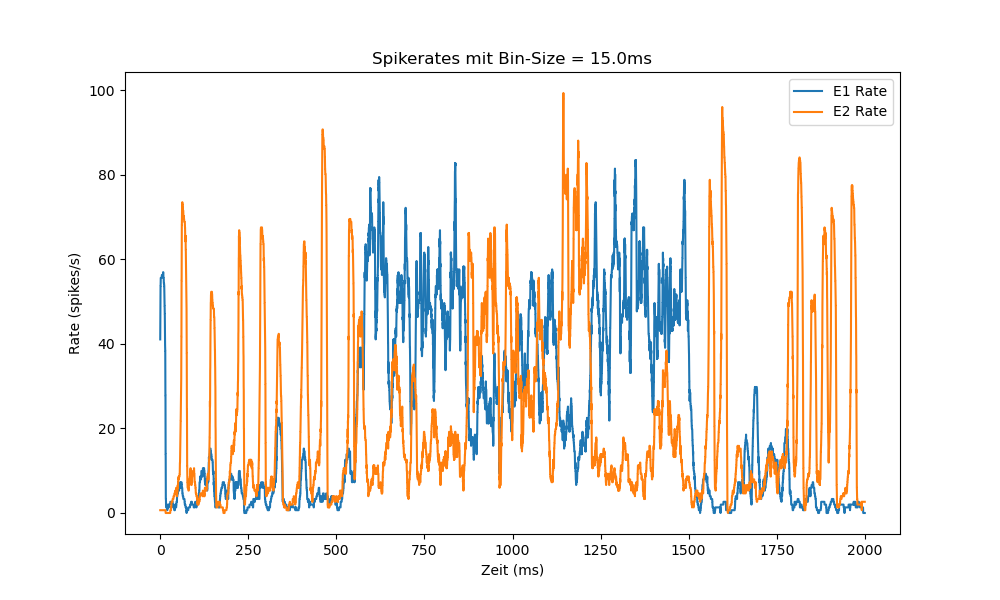 Spikerates mit Bin-Size = 15.0ms
E1 Rate
E2 Rate
100
80
60
40
20
0
Rate (spikes/s)
0 250 500 750 1000 1250 1500 1750 2000
Zeit (ms)